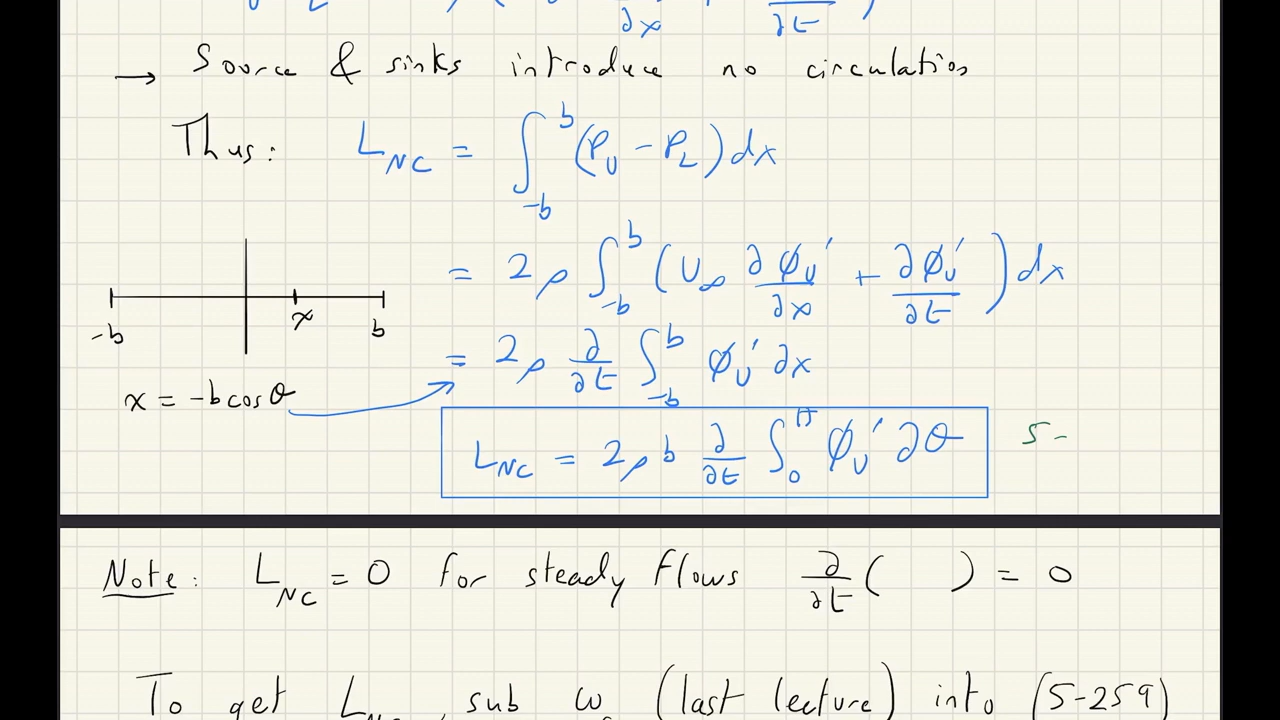 ∂x ∂t
→ Source & sinks introduce no circulation
Thus: L_NC = ∫_{-b}^{b} (P_U - P_L) dx
= 2ρ ∫_{-b}^{b} (U_∞ ∂φ_U'/∂x + ∂φ_U'/∂t) dx
-b x b
= 2ρ ∂/∂t ∫_{-b}^{b} φ_U' ∂x
x = -b cos θ
L_NC = 2ρb ∂/∂t ∫_0^π φ_U' ∂θ 5-
Note: L_NC = 0 for steady flows ∂/∂t ( ) = 0
To get L_NC, sub ω (last lecture) into (5-259)